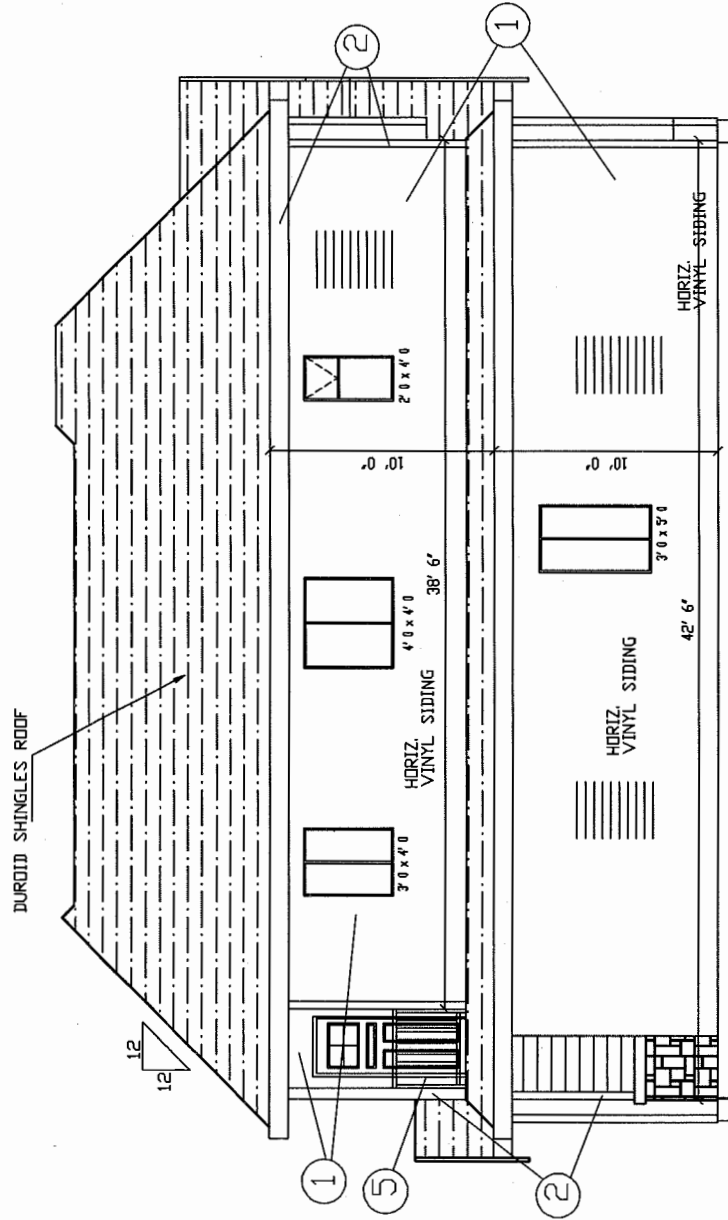 DUROID SHINGLES ROOF
12
12
2
1
10' 0"
2' 0 x 4' 0
4' 0 x 4' 0
3' 0 x 4' 0
38' 6"
HORIZ.
VINYL SIDING
1
5
2
10' 0"
3' 0 x 5' 0
42' 6"
HORIZ.
VINYL SIDING
HORIZ.
VINYL SIDING